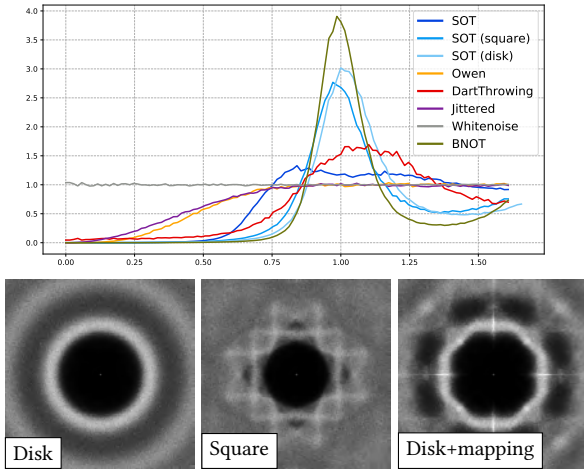 4.0
3.5
3.0
2.5
2.0
1.5
1.0
0.5
0.0
SOT
SOT (square)
SOT (disk)
Owen
DartThrowing
Jittered
Whitenoise
BNOT
0.00 0.25 0.50 0.75 1.00 1.25 1.50
Disk
Square
Disk+mapping